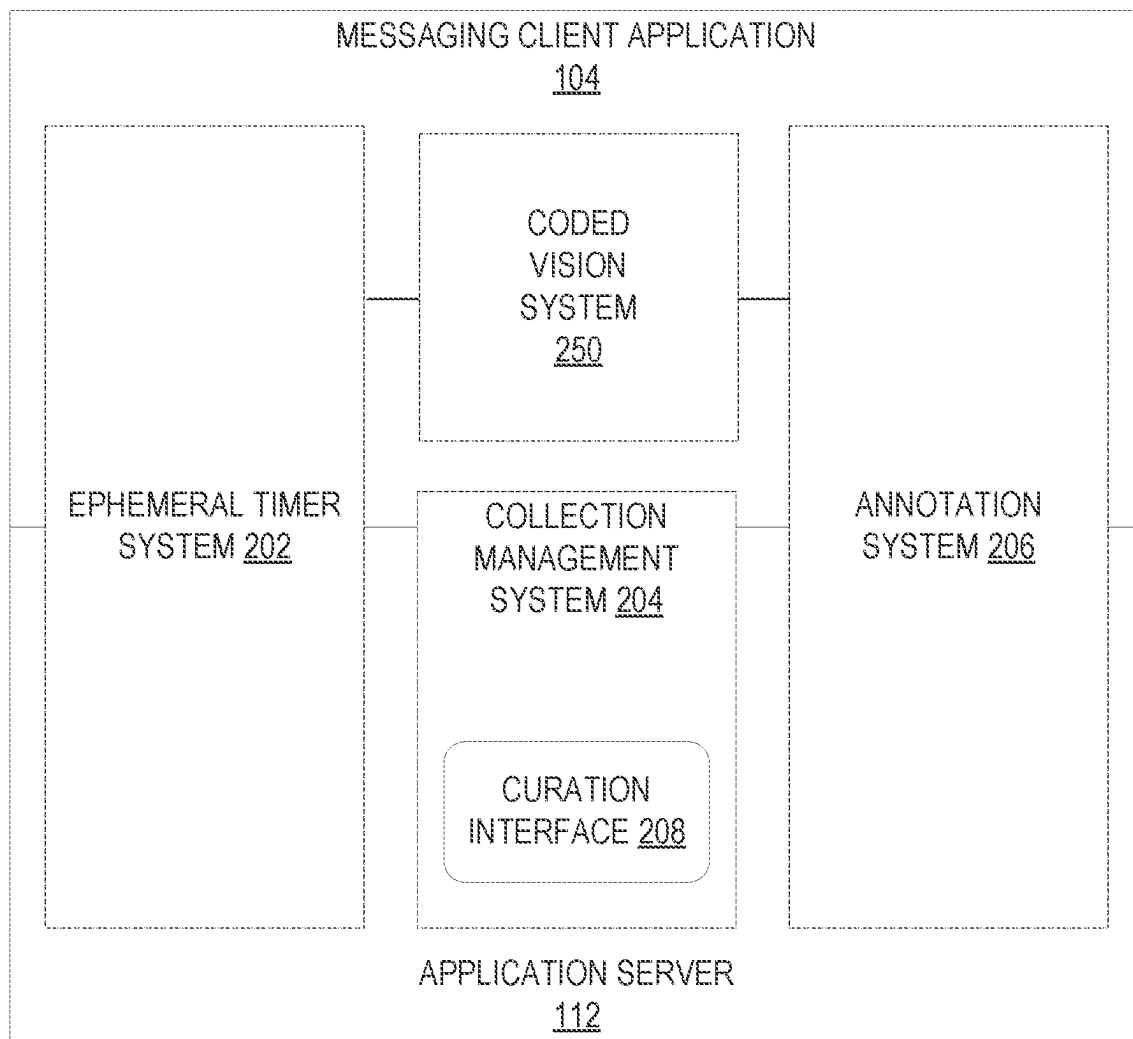 MESSAGING CLIENT APPLICATION
104
CODED
VISION
SYSTEM
250
EPHEMERAL TIMER
SYSTEM 202
COLLECTION
MANAGEMENT
SYSTEM 204
ANNOTATION
SYSTEM 206
CURATION
INTERFACE 208
APPLICATION SERVER
112